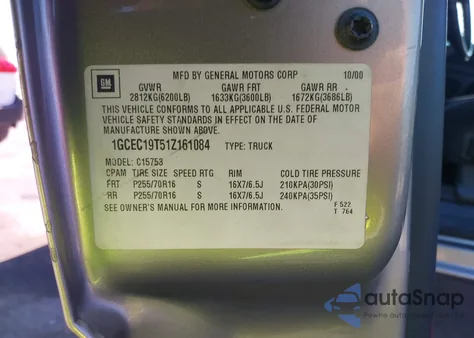 GM
MFD BY GENERAL MOTORS CORP 10/00
GVWR GAWR FRT GAWR RR
2812KG(6200LB) 1633KG(3600LB) 1672KG(3686LB)
THIS VEHICLE CONFORMS TO ALL APPLICABLE U.S. FEDERAL MOTOR
VEHICLE SAFETY STANDARDS IN EFFECT ON THE DATE OF
MANUFACTURE SHOWN ABOVE.
1GCEC19T51Z161084 TYPE: TRUCK
MODEL: C15753
CPAM TIRE SIZE SPEED RTG RIM COLD TIRE PRESSURE
FRT P255/70R16 S 16X7/6.5J 210KPA(30PSI)
RR P255/70R16 S 16X7/6.5J 240KPA(35PSI)
SEE OWNER'S MANUAL FOR MORE INFORMATION. F 522
T 764
autoSnap